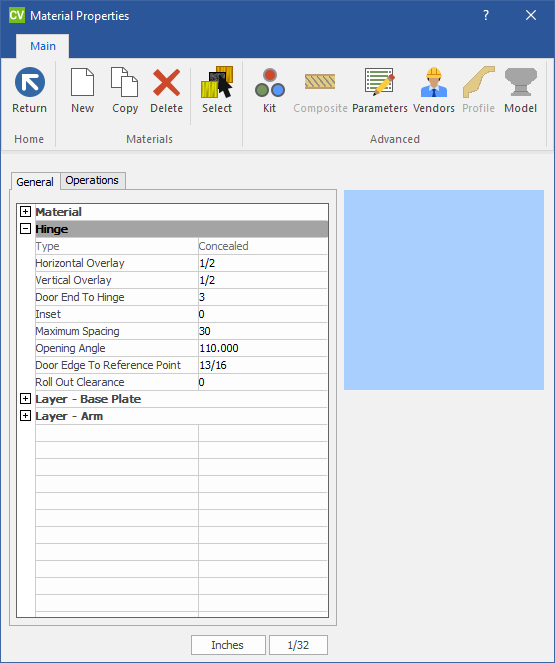 CV Material Properties ? ×
Main
Return New Copy Delete Select Kit Composite Parameters Vendors Profile Model
Home Materials Advanced
General Operations
Material
Hinge
Type Concealed
Horizontal Overlay 1/2
Vertical Overlay 1/2
Door End To Hinge 3
Inset 0
Maximum Spacing 30
Opening Angle 110.000
Door Edge To Reference Point 13/16
Roll Out Clearance 0
Layer - Base Plate
Layer - Arm
Inches 1/32